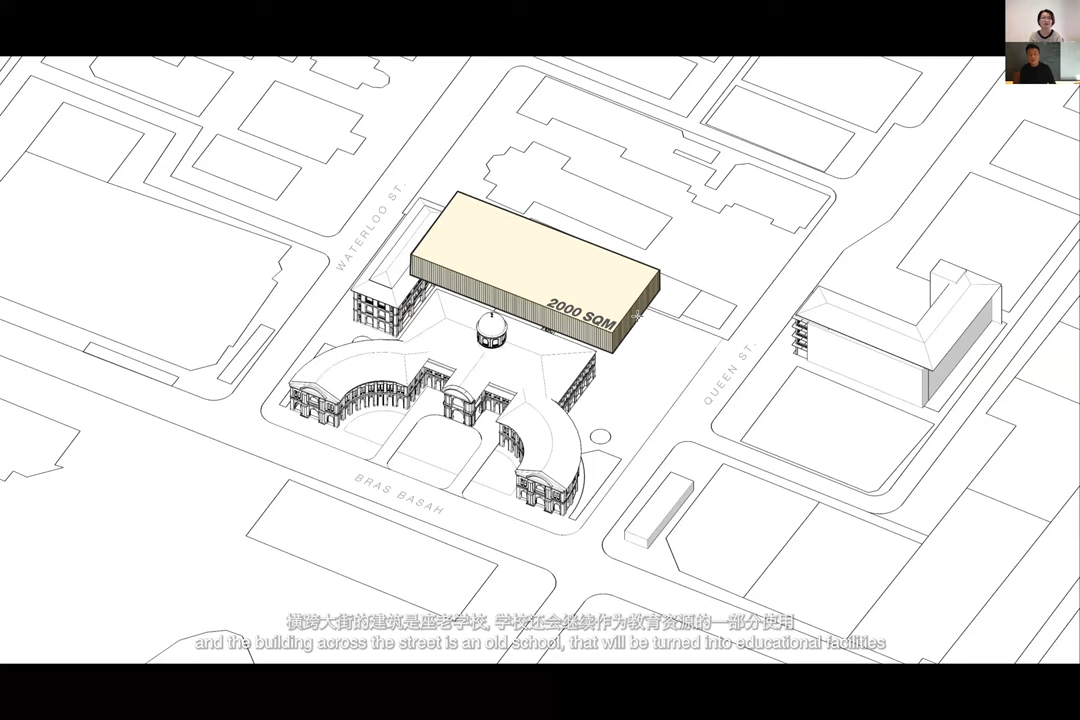 WATERLOO ST.
2000 SQM
QUEEN ST.
BRAS BASAH
横跨大街的建筑是座老学校, 学校还会继续作为教育资源的一部分使用
and the building across the street is an old school, that will be turned into educational facilities